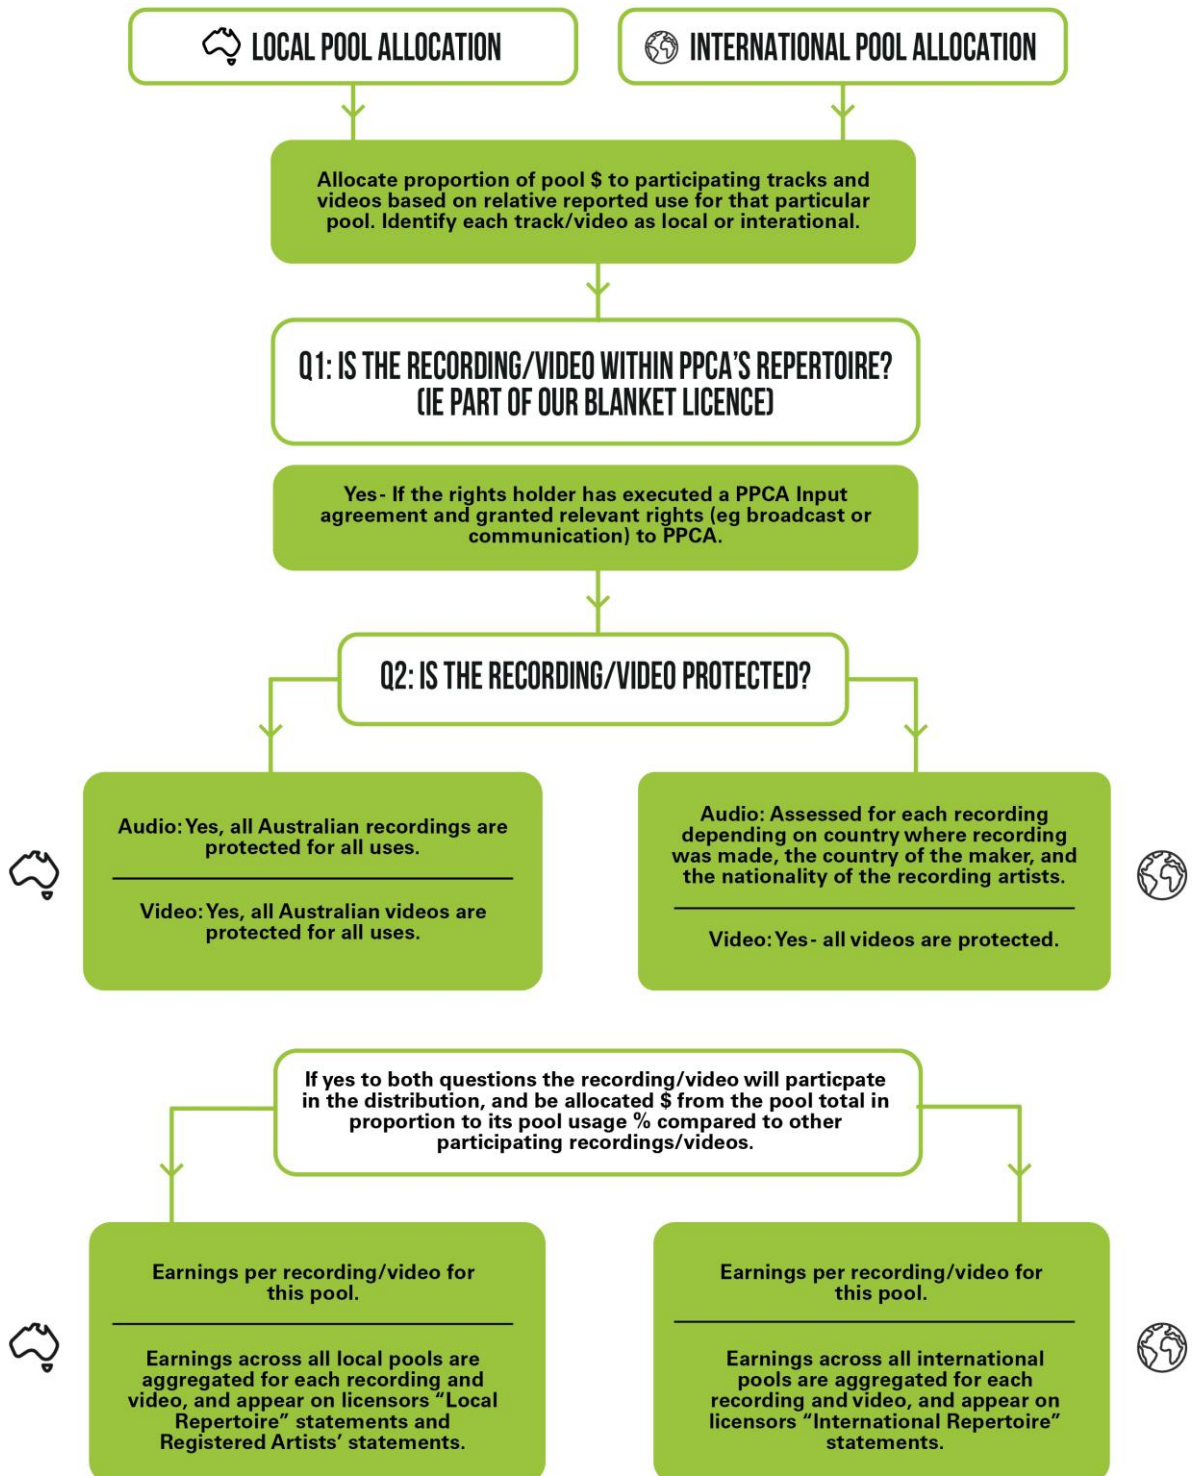 LOCAL POOL ALLOCATION
INTERNATIONAL POOL ALLOCATION
Allocate proportion of pool $ to participating tracks and
videos based on relative reported use for that particular
pool. Identify each track/video as local or interational.
Q1: IS THE RECORDING/VIDEO WITHIN PPCA'S REPERTOIRE?
(IE PART OF OUR BLANKET LICENCE)
Yes- If the rights holder has executed a PPCA Input
agreement and granted relevant rights (eg broadcast or
communication) to PPCA.
Q2: IS THE RECORDING/VIDEO PROTECTED?
Audio: Yes, all Australian recordings are
protected for all uses.
Video: Yes, all Australian videos are
protected for all uses.
Audio: Assessed for each recording
depending on country where recording
was made, the country of the maker, and
the nationality of the recording artists.
Video: Yes- all videos are protected.
If yes to both questions the recording/video will particpate
in the distribution, and be allocated $ from the pool total in
proportion to its pool usage % compared to other
participating recordings/videos.
Earnings per recording/video for
this pool.
Earnings across all local pools are
aggregated for each recording and
video, and appear on licensors “Local
Repertoire” statements and
Registered Artists’ statements.
Earnings per recording/video for
this pool.
Earnings across all international
pools are aggregated for each
recording and video, and appear on
licensors “International Repertoire”
statements.